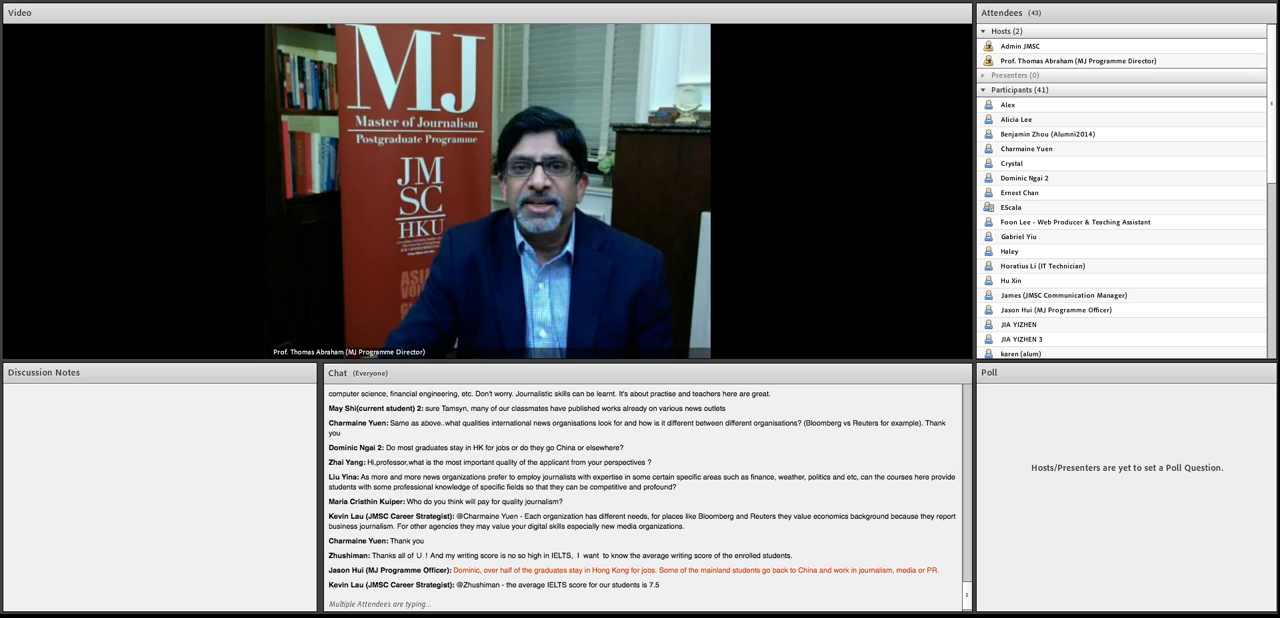 Video
MJ
Master of Journalism
Postgraduate Programme
JM
SC
HKU
Prof. Thomas Abraham (MJ Programme Director)
Attendees (43)
Hosts (2)
Admin JMSC
Prof. Thomas Abraham (MJ Programme Director)
Presenters (0)
Participants (41)
Alex
Alicia Lee
Benjamin Zhou (Alumni2014)
Charmaine Yuen
Crystal
Dominic Ngai 2
Ernest Chan
EScala
Foon Lee - Web Producer & Teaching Assistant
Gabriel Yiu
Haley
Horatius Li (IT Technician)
Hu Xin
James (JMSC Communication Manager)
Jason Hui (MJ Programme Officer)
JIA YIZHEN
JIA YIZHEN 3
karen (alum)
Discussion Notes
Chat (Everyone)
computer science, financial engineering, etc. Don't worry. Journalistic skills can be learnt. It's about practise and teachers here are great.
May Shi(current student) 2: sure Tamsyn, many of our classmates have published works already on various news outlets
Charmaine Yuen: Same as above..what qualities international news organisations look for and how is it different between different organisations? (Bloomberg vs Reuters for example). Thank
you
Dominic Ngai 2: Do most graduates stay in HK for jobs or do they go China or elsewhere?
Zhai Yang: Hi,professor,what is the most important quality of the applicant from your perspectives ?
Liu Yina: As more and more news organizations prefer to employ journalists with expertise in some certain specific areas such as finance, weather, politics and etc, can the courses here provide
students with some professional knowledge of specific fields so that they can be competitive and profound?
Maria Cristhin Kuiper: Who do you think will pay for quality journalism?
Kevin Lau (JMSC Career Strategist): @Charmaine Yuen - Each organization has different needs, for places like Bloomberg and Reuters they value economics background because they report
business journalism. For other agencies they may value your digital skills especially new media organizations.
Charmaine Yuen: Thank you
Zhushiman: Thanks all of Ｕ！And my writing score is no so high in IELTS, Ｉ want to know the average writing score of the enrolled students.
Jason Hui (MJ Programme Officer): Dominic, over half of the graduates stay in Hong Kong for jobs. Some of the mainland students go back to China and work in journalism, media or PR.
Kevin Lau (JMSC Career Strategist): @Zhushiman - the average IELTS score for our students is 7.5
Multiple Attendees are typing...
Poll
Hosts/Presenters are yet to set a Poll Question.